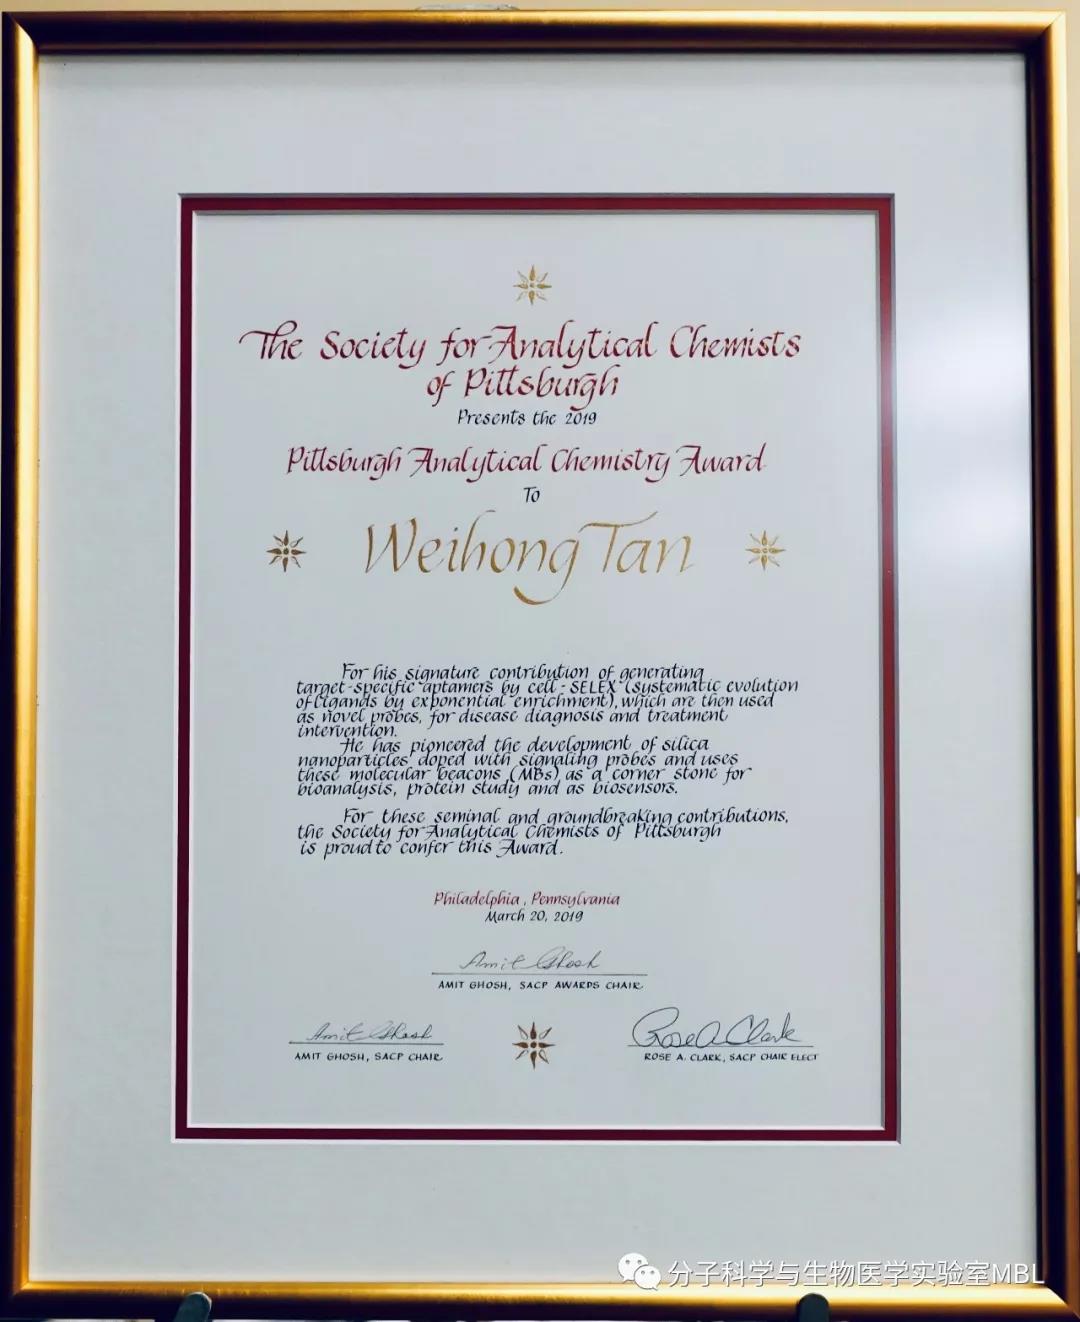 The Society for Analytical Chemists
of Pittsburgh
Presents the 2019
Pittsburgh Analytical Chemistry Award
To
Weihong Tan
For his signature contribution of generating
target-specific aptamers by cell-SELEX (systematic evolution
of ligands by exponential enrichment), which are then used
as novel probes, for disease diagnosis and treatment
intervention.
He has pioneered the development of silica
nanoparticles doped with signaling probes and uses
these molecular beacons (MBs) as a corner stone for
bioanalysis, protein study and as biosensors.
For these seminal and groundbreaking contributions,
the Society for Analytical Chemists of Pittsburgh
is proud to confer this Award.
Philadelphia, Pennsylvania
March 20, 2019
Amit Ghosh
AMIT GHOSH, SACP AWARDS CHAIR
Amit Ghosh
AMIT GHOSH, SACP CHAIR
Rose A Clark
ROSE A. CLARK, SACP CHAIR ELECT
分子科学与生物医学实验室MBL